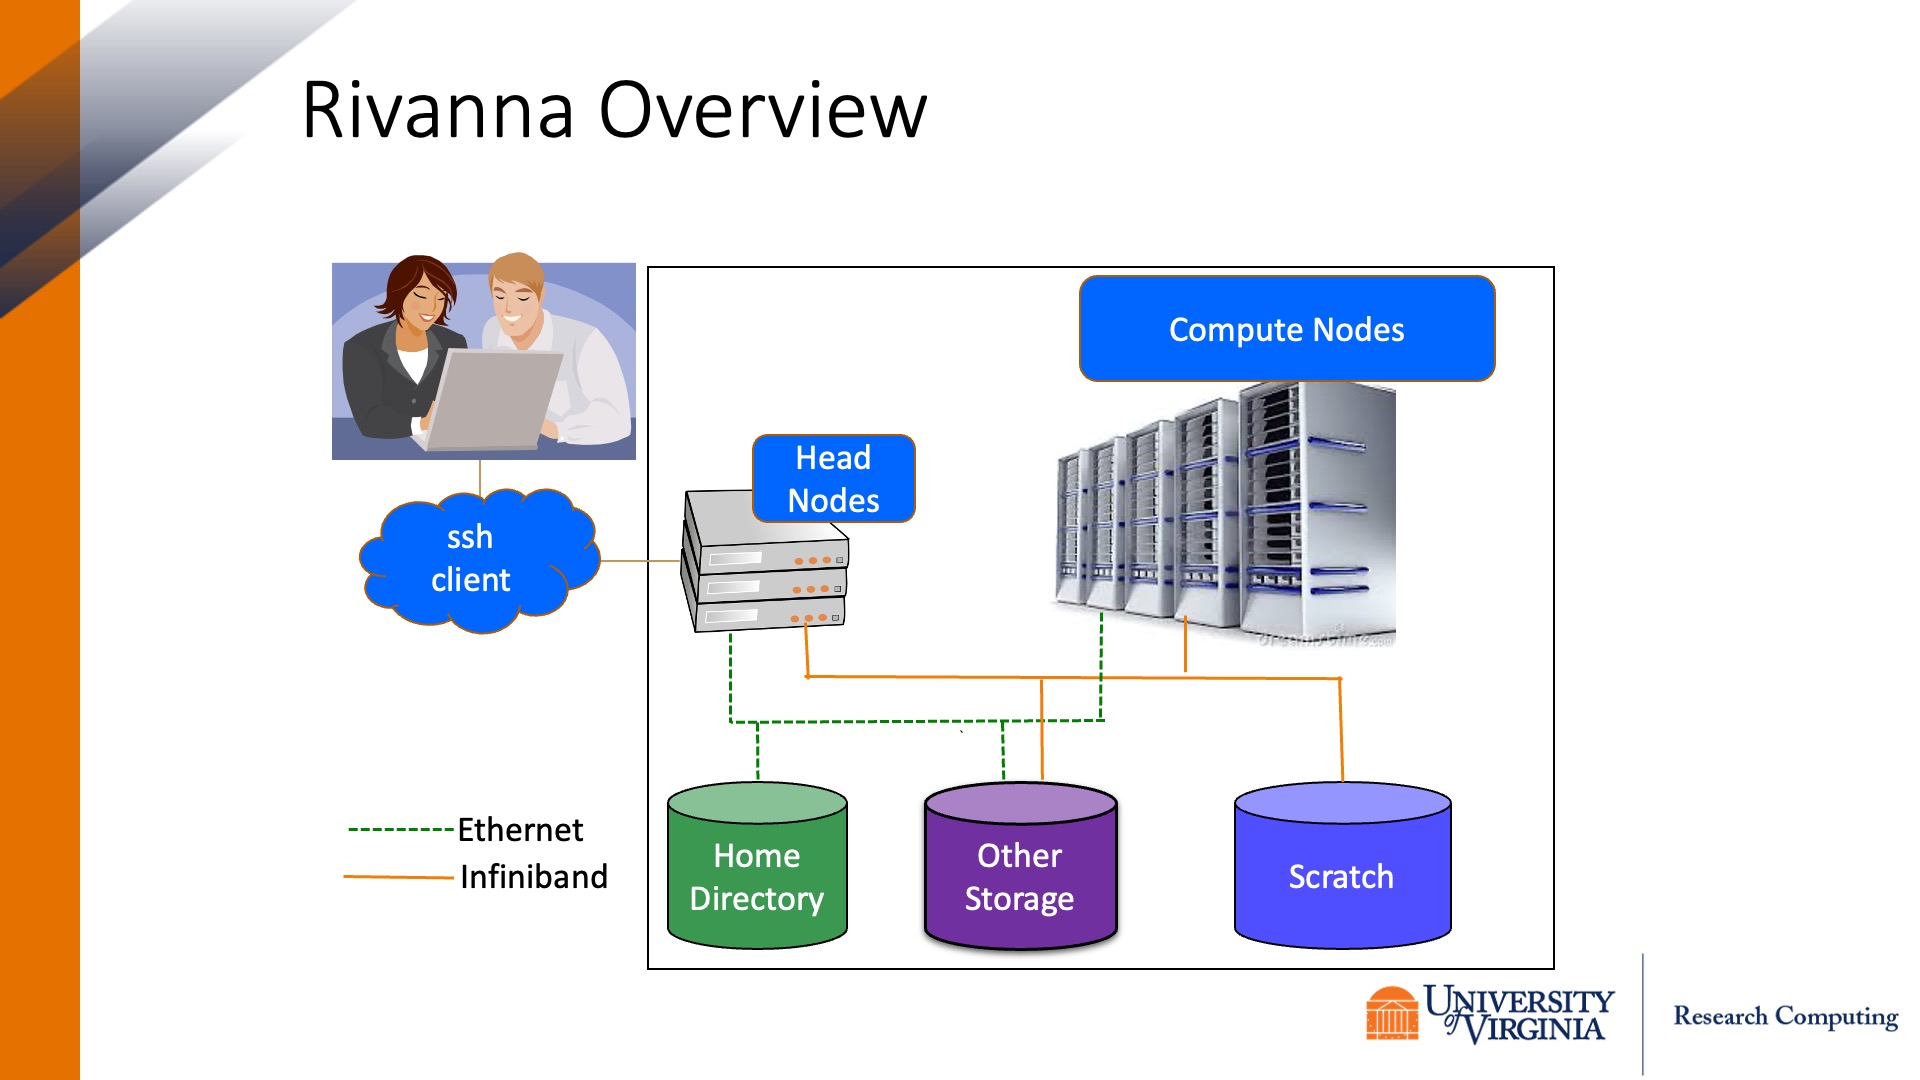 Rivanna Overview
Compute Nodes
Head
Nodes
ssh
client
Ethernet
Infiniband
Home
Directory
Other
Storage
Scratch
UNIVERSITY
of VIRGINIA
Research Computing